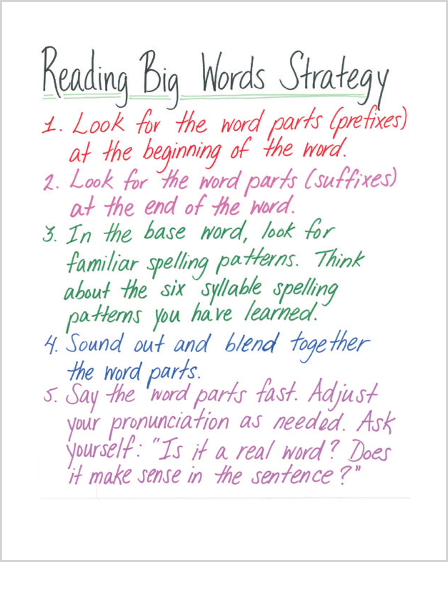 Reading Big Words Strategy
1. Look for the word parts (prefixes)
at the beginning of the word.
2. Look for the word parts (suffixes)
at the end of the word.
3. In the base word, look for
familiar spelling patterns. Think
about the six syllable spelling
patterns you have learned.
4. Sound out and blend together
the word parts.
5. Say the word parts fast. Adjust
your pronunciation as needed. Ask
yourself: "Is it a real word? Does
it make sense in the sentence?"